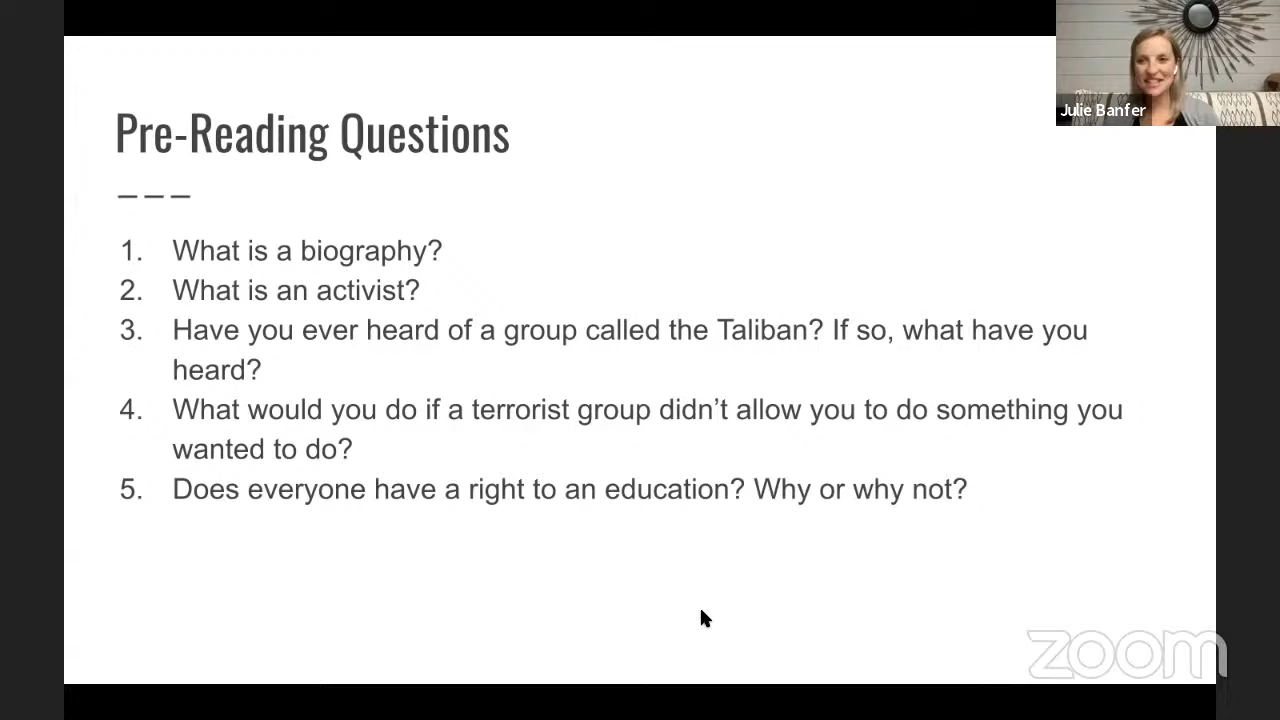 Julie Banfer
Pre-Reading Questions
1. What is a biography?
2. What is an activist?
3. Have you ever heard of a group called the Taliban? If so, what have you
heard?
4. What would you do if a terrorist group didn’t allow you to do something you
wanted to do?
5. Does everyone have a right to an education? Why or why not?
zoom